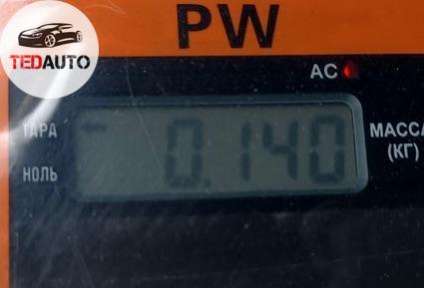 PW
TEDAUTO
AC
ТАРА
0.140
МАССА
(КГ)
НОЛЬ